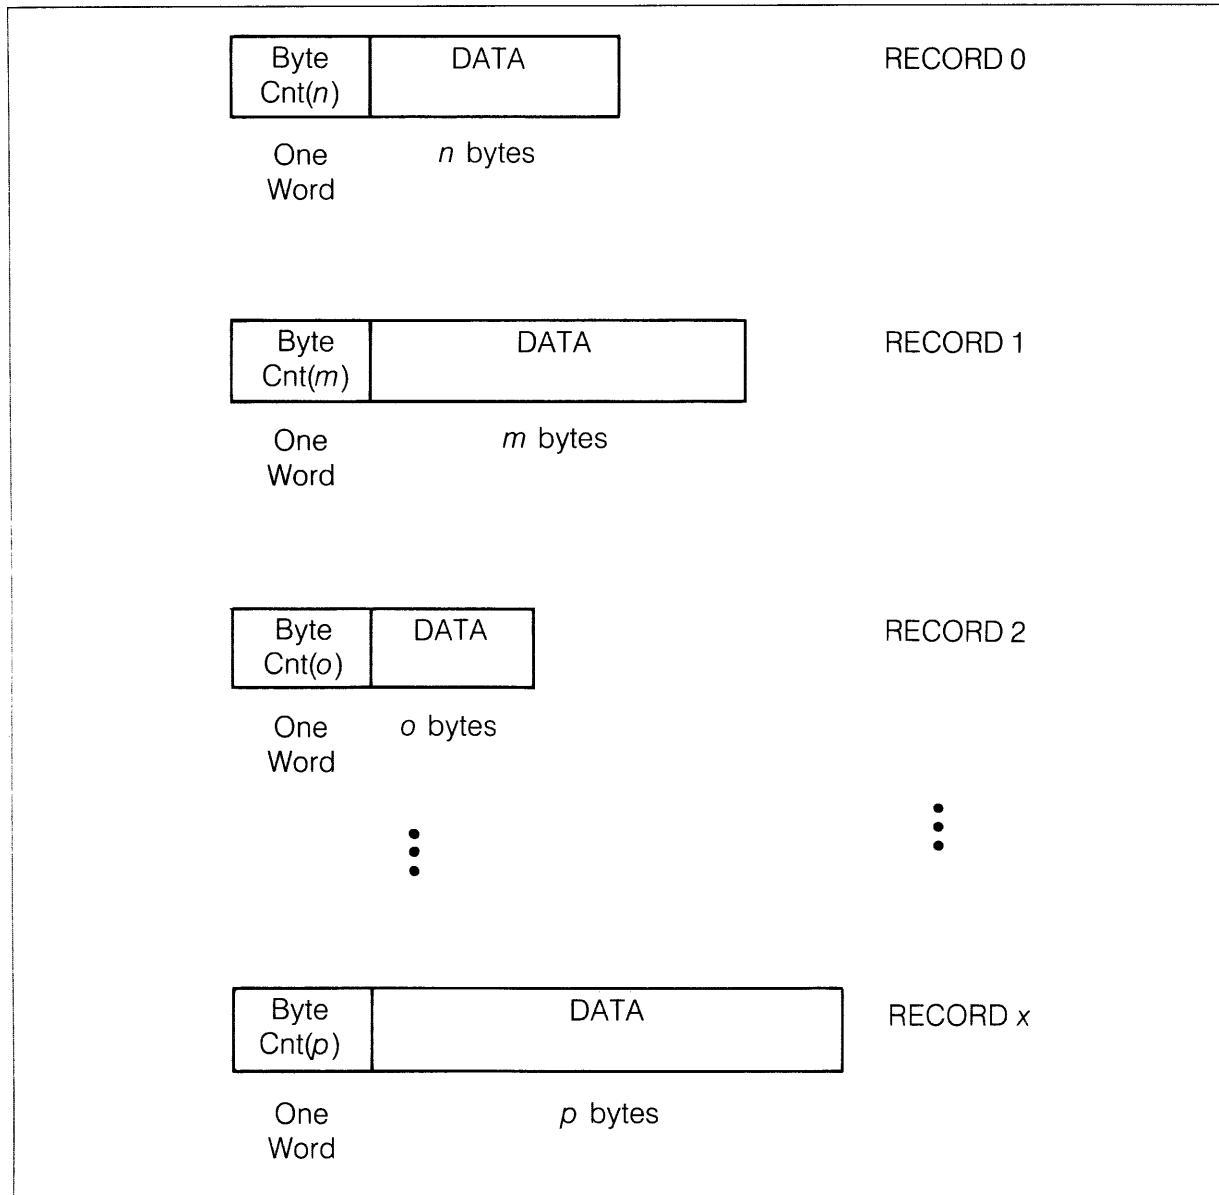 Byte DATA RECORD 0
Cnt(n)
One n bytes
Word
Byte DATA RECORD 1
Cnt(m)
One m bytes
Word
Byte DATA RECORD 2
Cnt(o)
One o bytes
Word
Byte DATA RECORD x
Cnt(p)
One p bytes
Word